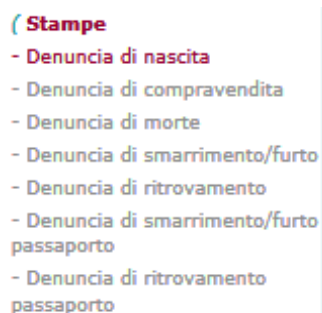 ( Stampe
- Denuncia di nascita
- Denuncia di compravendita
- Denuncia di morte
- Denuncia di smarrimento/furto
- Denuncia di ritrovamento
- Denuncia di smarrimento/furto
passaporto
- Denuncia di ritrovamento
passaporto